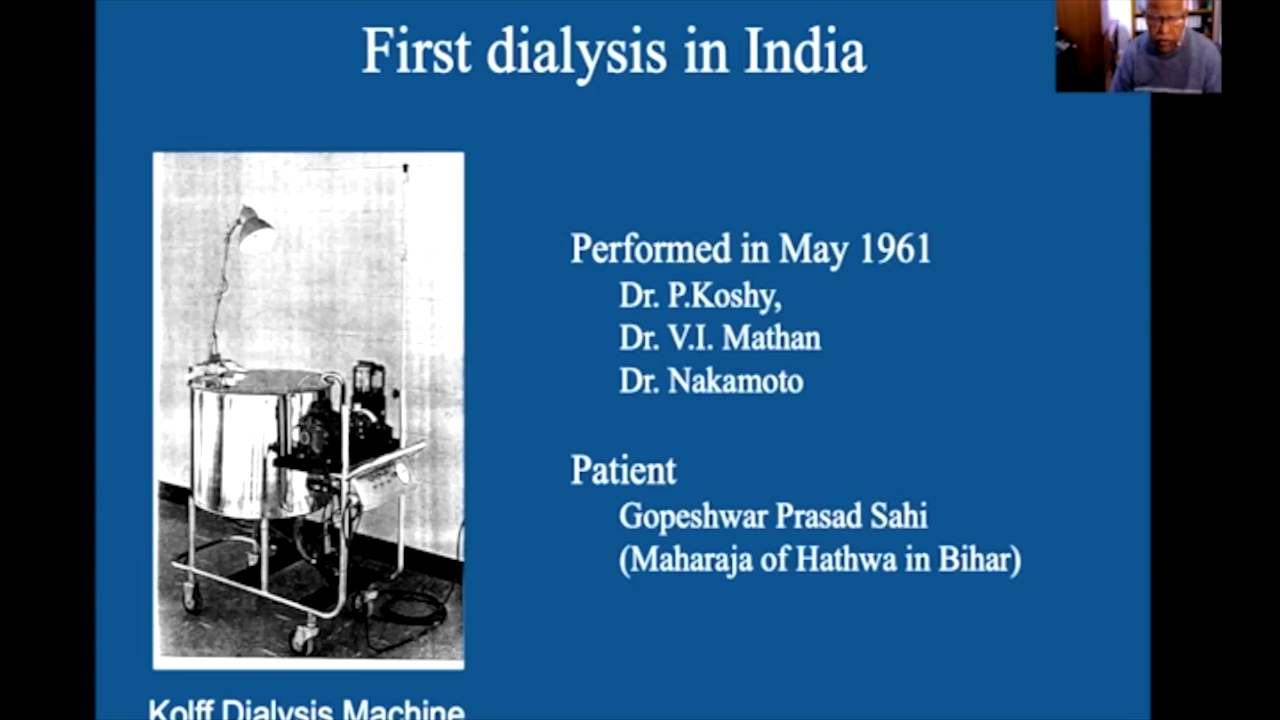 First dialysis in India
Performed in May 1961
Dr. P.Koshy,
Dr. V.I. Mathan
Dr. Nakamoto
Patient
Gopeshwar Prasad Sahi
(Maharaja of Hathwa in Bihar)
Kolff Dialysis Machine